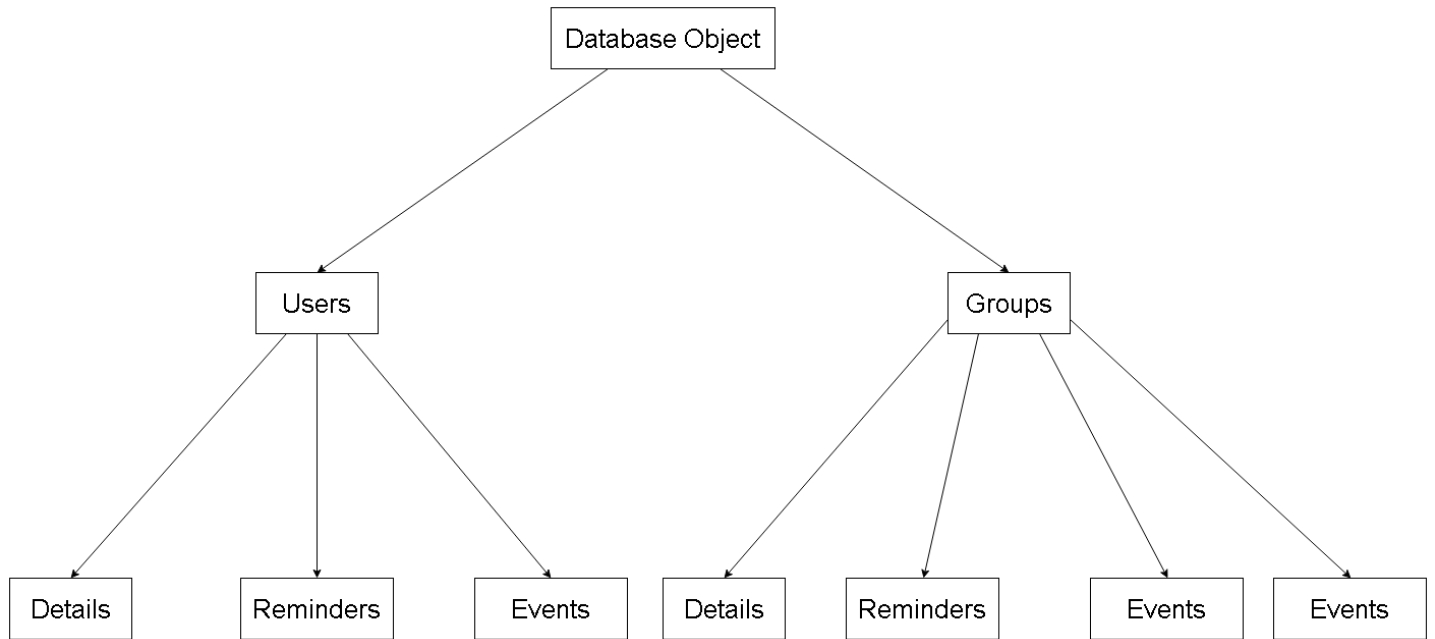 Database Object
Users
Groups
Details
Reminders
Events
Details
Reminders
Events
Events